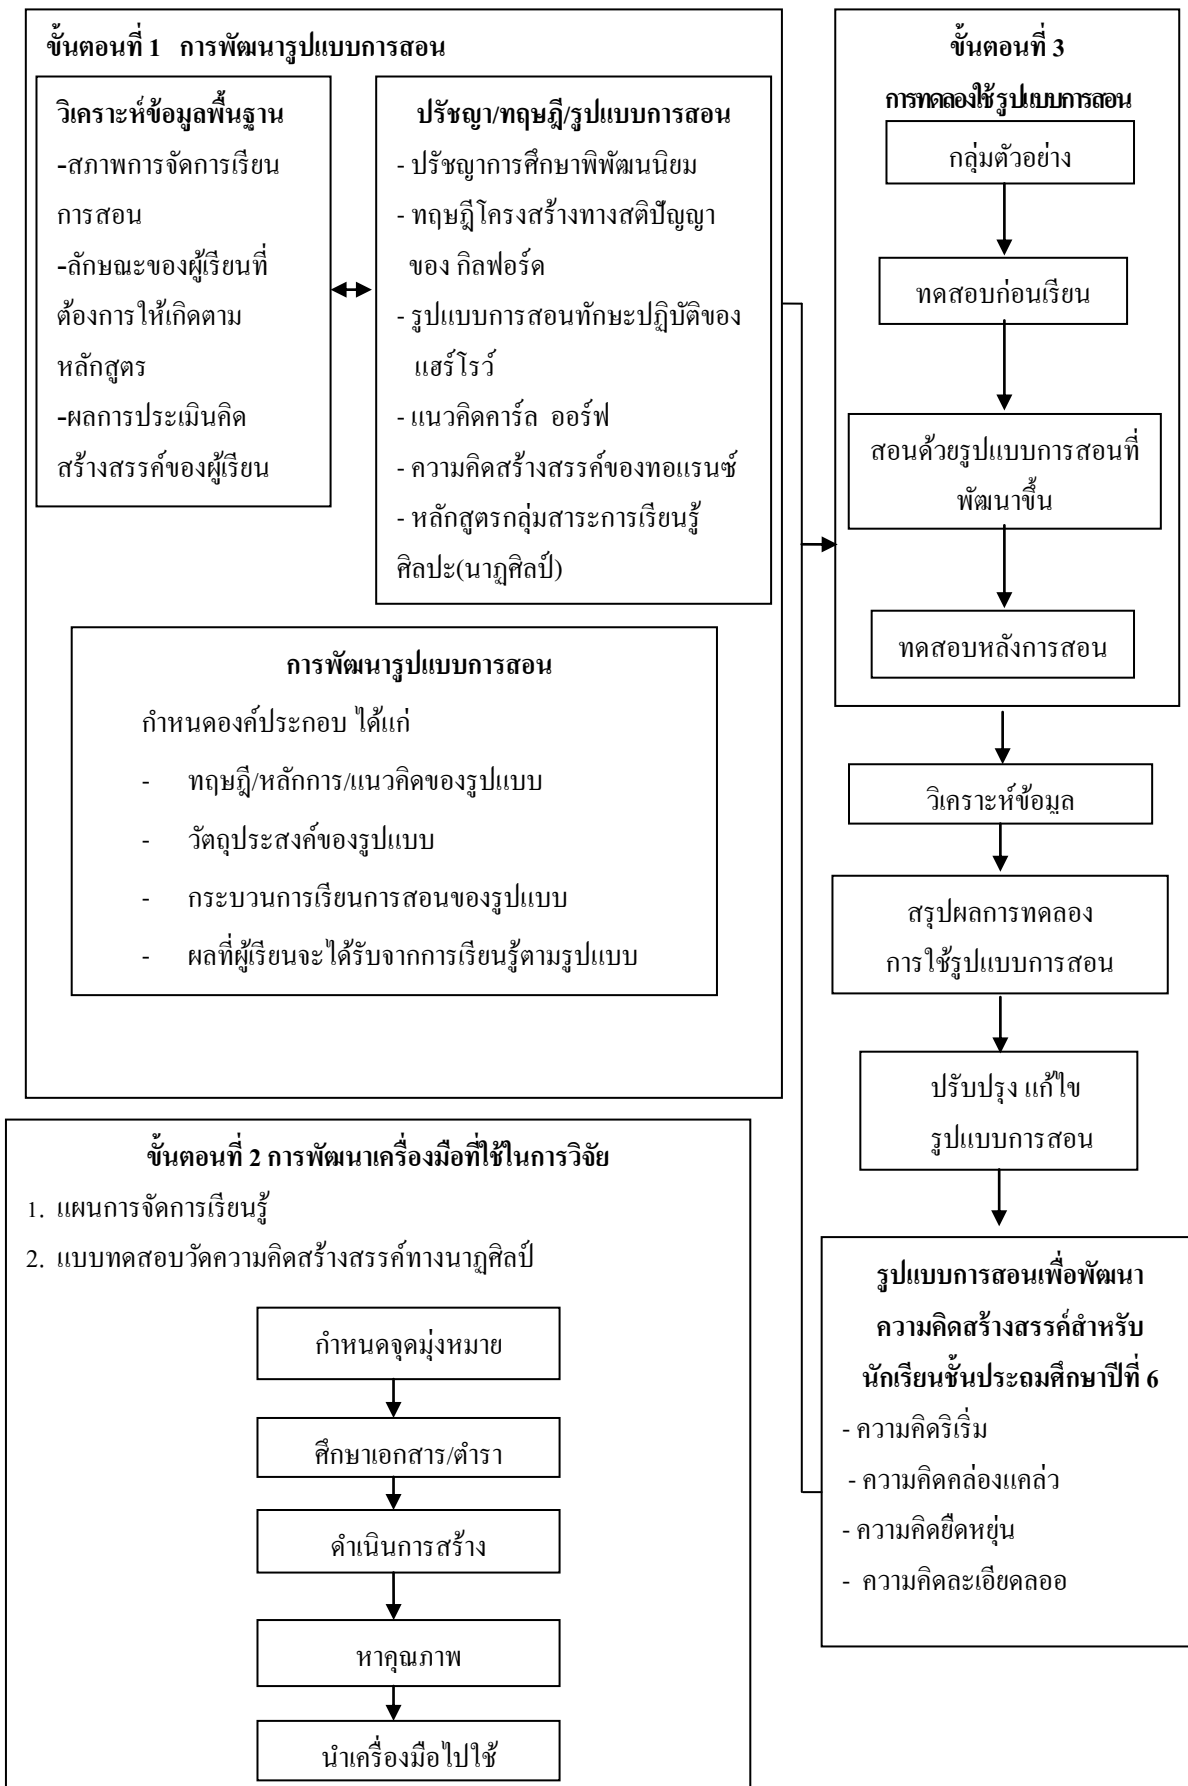 ขั้นตอนที่ 1 การพัฒนารูปแบบการสอน
วิเคราะห์ข้อมูลพื้นฐาน
-สภาพการจัดการเรียน
การสอน
-ลักษณะของผู้เรียนที่
ต้องการให้เกิดตาม
หลักสูตร
-ผลการประเมินคิด
สร้างสรรค์ของผู้เรียน
ปรัชญา/ทฤษฎี/รูปแบบการสอน
- ปรัชญาการศึกษาพิพัฒนนิยม
- ทฤษฎีโครงสร้างทางสติปัญญา
ของ กิลฟอร์ด
- รูปแบบการสอนทักษะปฏิบัติของ
แฮร์โรว์
- แนวคิดคาร์ล ออร์ฟ
- ความคิดสร้างสรรค์ของทอแรนซ์
- หลักสูตรกลุ่มสาระการเรียนรู้
ศิลปะ(นาฏศิลป์)
การพัฒนารูปแบบการสอน
กำหนดองค์ประกอบ ได้แก่
- ทฤษฎี/หลักการ/แนวคิดของรูปแบบ
- วัตถุประสงค์ของรูปแบบ
- กระบวนการเรียนการสอนของรูปแบบ
- ผลที่ผู้เรียนจะได้รับจากการเรียนรู้ตามรูปแบบ
ขั้นตอนที่ 2 การพัฒนาเครื่องมือที่ใช้ในการวิจัย
1. แผนการจัดการเรียนรู้
2. แบบทดสอบวัดความคิดสร้างสรรค์ทางนาฏศิลป์
กำหนดจุดมุ่งหมาย
ศึกษาเอกสาร/ตำรา
ดำเนินการสร้าง
หาคุณภาพ
นำเครื่องมือไปใช้
ขั้นตอนที่ 3
การทดลองใช้รูปแบบการสอน
กลุ่มตัวอย่าง
ทดสอบก่อนเรียน
สอนด้วยรูปแบบการสอนที่
พัฒนาขึ้น
ทดสอบหลังการสอน
วิเคราะห์ข้อมูล
สรุปผลการทดลอง
การใช้รูปแบบการสอน
ปรับปรุง แก้ไข
รูปแบบการสอน
รูปแบบการสอนเพื่อพัฒนา
ความคิดสร้างสรรค์สำหรับ
นักเรียนชั้นประถมศึกษาปีที่ 6
- ความคิดริเริ่ม
- ความคิดคล่องแคล่ว
- ความคิดยืดหยุ่น
- ความคิดละเอียดลออ